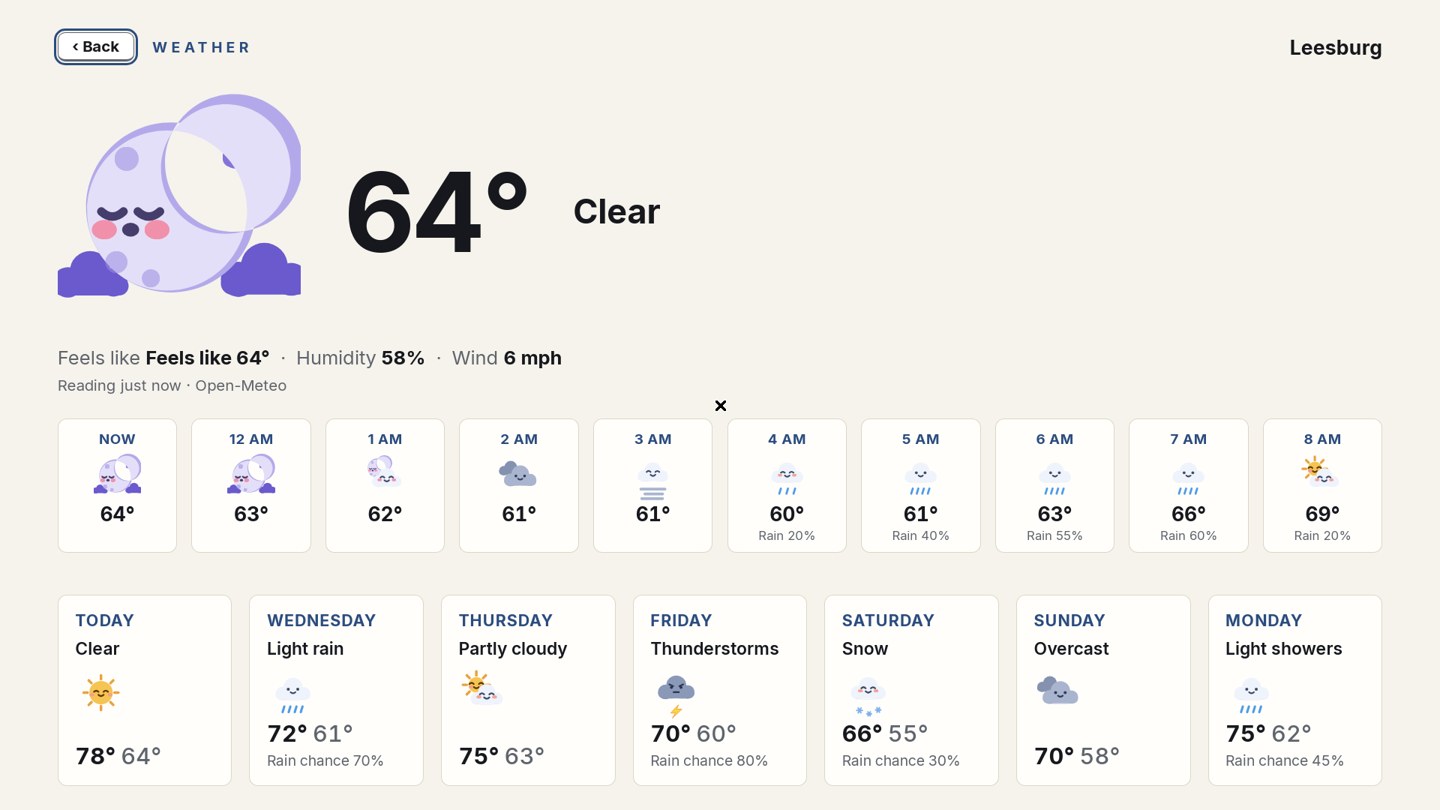 ‹ Back
WEATHER
Leesburg
64°
Clear
Feels like Feels like 64° · Humidity 58% · Wind 6 mph
Reading just now · Open-Meteo
×
NOW
64°
12 AM
63°
1 AM
62°
2 AM
61°
3 AM
61°
4 AM
60°
Rain 20%
5 AM
61°
Rain 40%
6 AM
63°
Rain 55%
7 AM
66°
Rain 60%
8 AM
69°
Rain 20%
TODAY
Clear
78° 64°
WEDNESDAY
Light rain
72° 61°
Rain chance 70%
THURSDAY
Partly cloudy
75° 63°
FRIDAY
Thunderstorms
70° 60°
Rain chance 80%
SATURDAY
Snow
66° 55°
Rain chance 30%
SUNDAY
Overcast
70° 58°
MONDAY
Light showers
75° 62°
Rain chance 45%